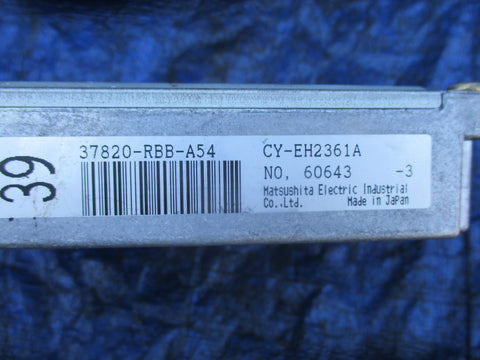 39
37820-RBB-A54
CY-EH2361A
NO, 60643 -3
Matsushita Electric Industrial
Co.,Ltd. Made in Japan